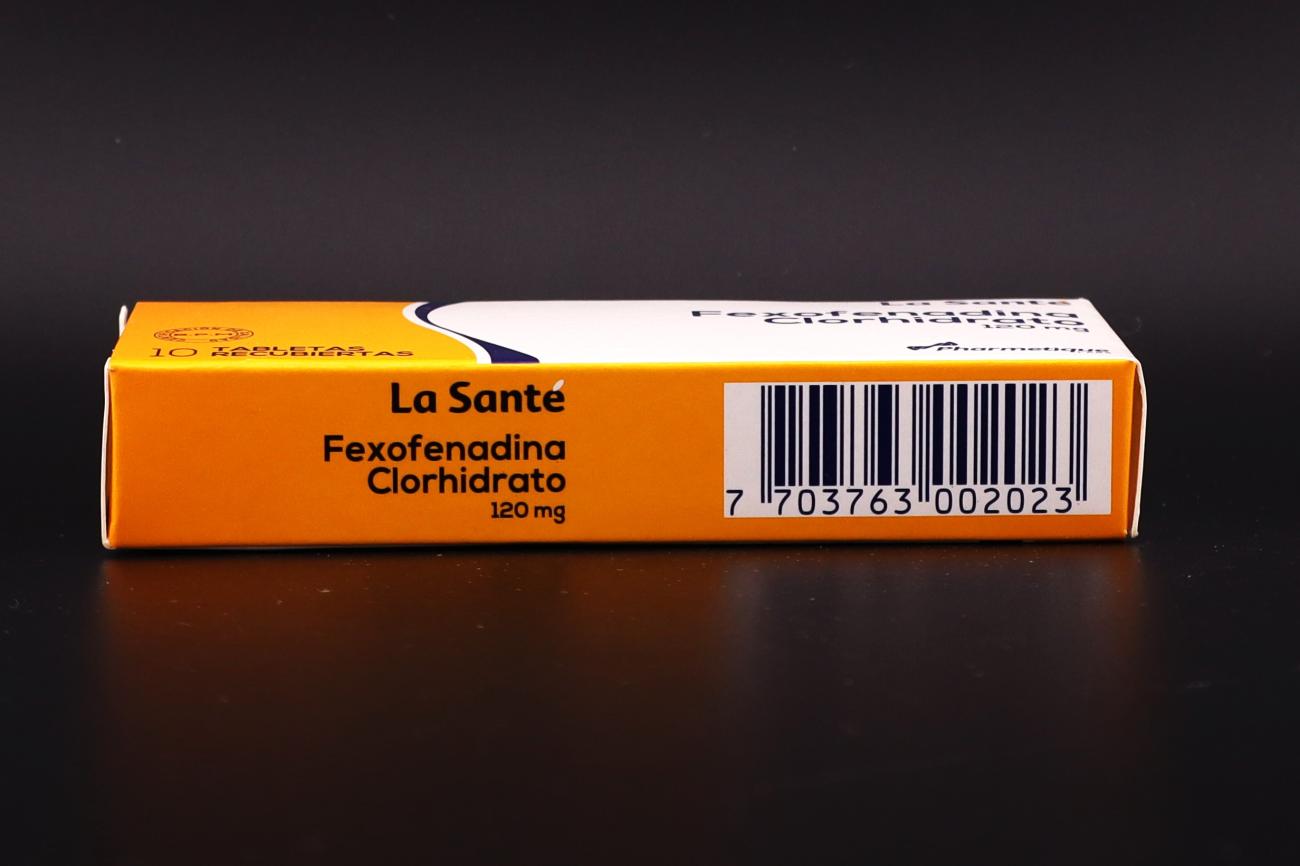 La Santé
Fexofenadina
Clorhidrato
120 mg
Pharmetique
10 TABLETAS
RECUBIERTAS
La Santé
Fexofenadina
Clorhidrato
120 mg
7 703763 002023